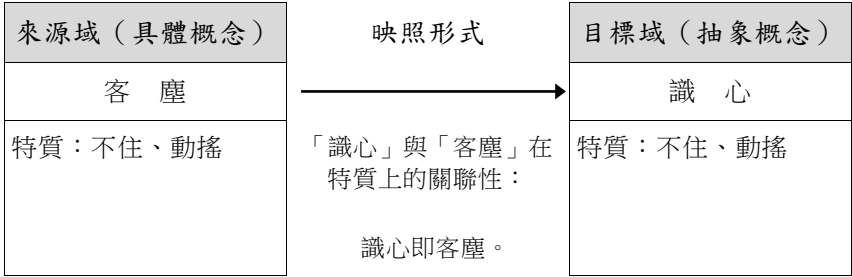 來源域（具體概念）
映照形式
目標域（抽象概念）
客　塵
識　心
特質：不住、動搖
「識心」與「客塵」在
特質上的關聯性：
識心即客塵。
特質：不住、動搖